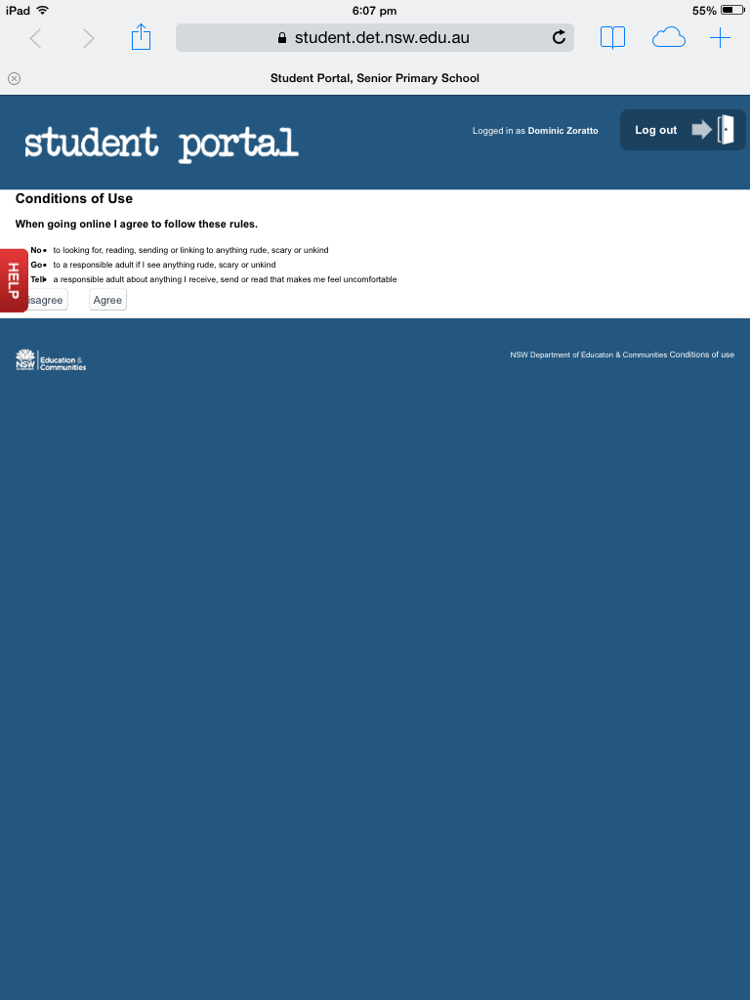 iPad 6:07 pm 55%
student.det.nsw.edu.au
Student Portal, Senior Primary School
student portal
Logged in as Dominic Zoratto
Log out
Conditions of Use
When going online I agree to follow these rules.
No • to looking for, reading, sending or linking to anything rude, scary or unkind
Go • to a responsible adult if I see anything rude, scary or unkind
Tell • a responsible adult about anything I receive, send or read that makes me feel uncomfortable
HELP
isagree Agree
NSW Education & Communities
NSW Department of Educaton & Communities Conditions of use